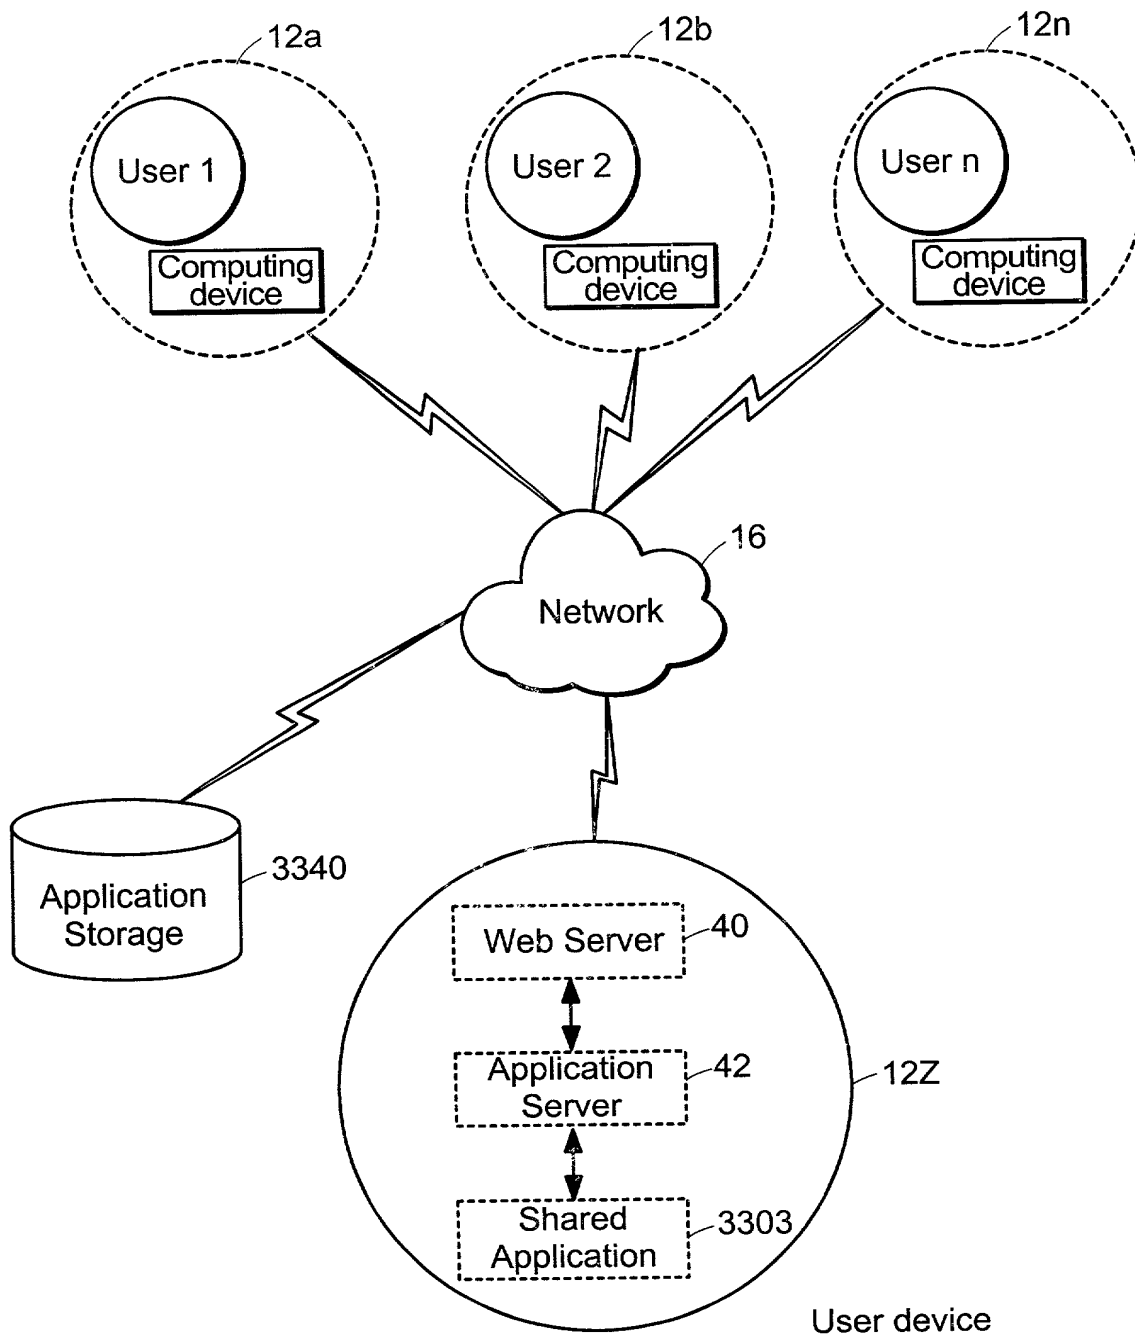 12a
12b
12n
User 1
User 2
User n
Computing
device
Computing
device
Computing
device
16
Network
3340
Application
Storage
40
Web Server
42
Application
Server
12Z
3303
Shared
Application
User device